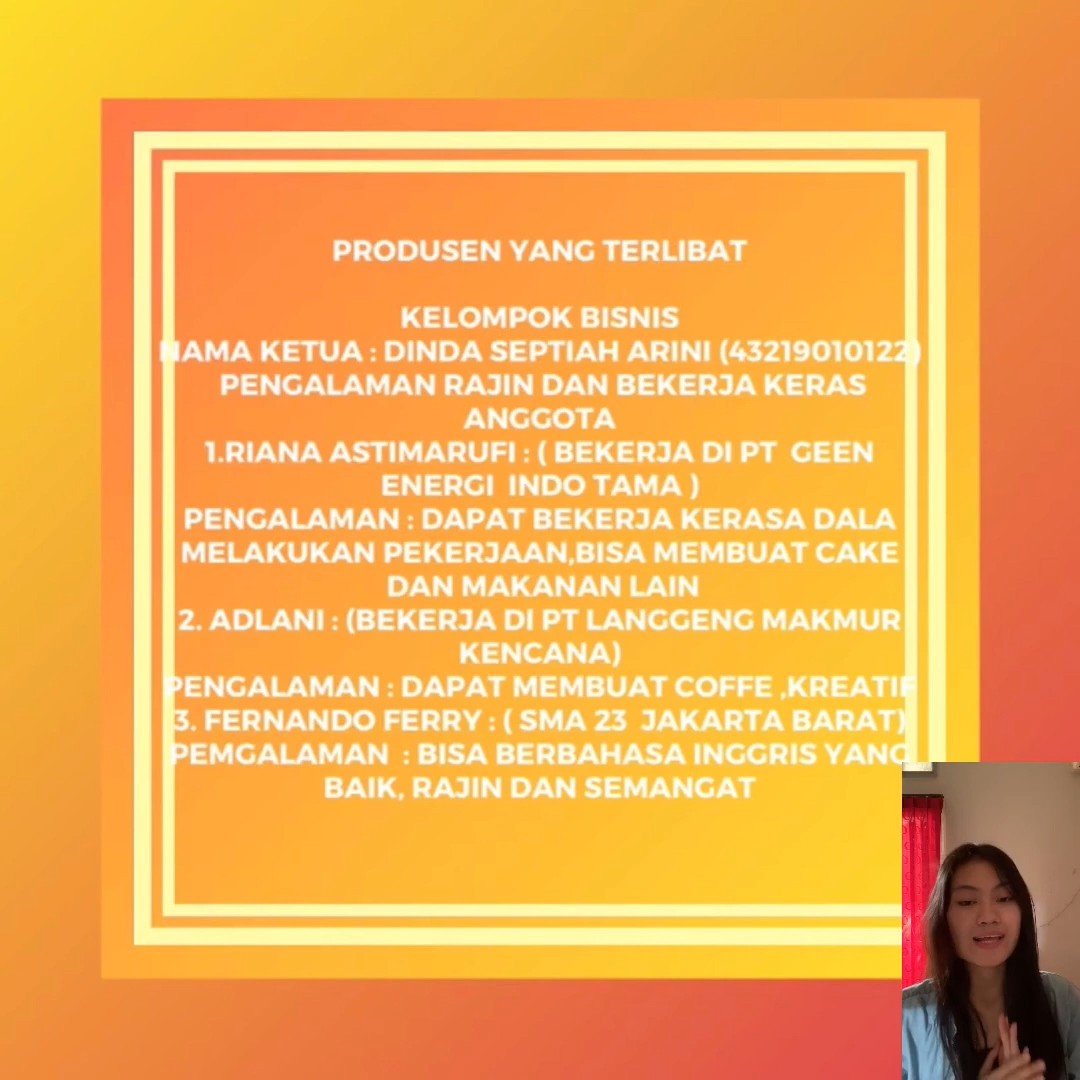 PRODUSEN YANG TERLIBAT
KELOMPOK BISNIS
NAMA KETUA : DINDA SEPTIAH ARINI (43219010122)
PENGALAMAN RAJIN DAN BEKERJA KERAS
ANGGOTA
1.RIANA ASTIMARUFI : ( BEKERJA DI PT GEEN
ENERGI INDO TAMA )
PENGALAMAN : DAPAT BEKERJA KERASA DALA
MELAKUKAN PEKERJAAN,BISA MEMBUAT CAKE
DAN MAKANAN LAIN
2. ADLANI : (BEKERJA DI PT LANGGENG MAKMUR
KENCANA)
PENGALAMAN : DAPAT MEMBUAT COFFE ,KREATIF
3. FERNANDO FERRY : ( SMA 23 JAKARTA BARAT)
PEMGALAMAN : BISA BERBAHASA INGGRIS YANG
BAIK, RAJIN DAN SEMANGAT